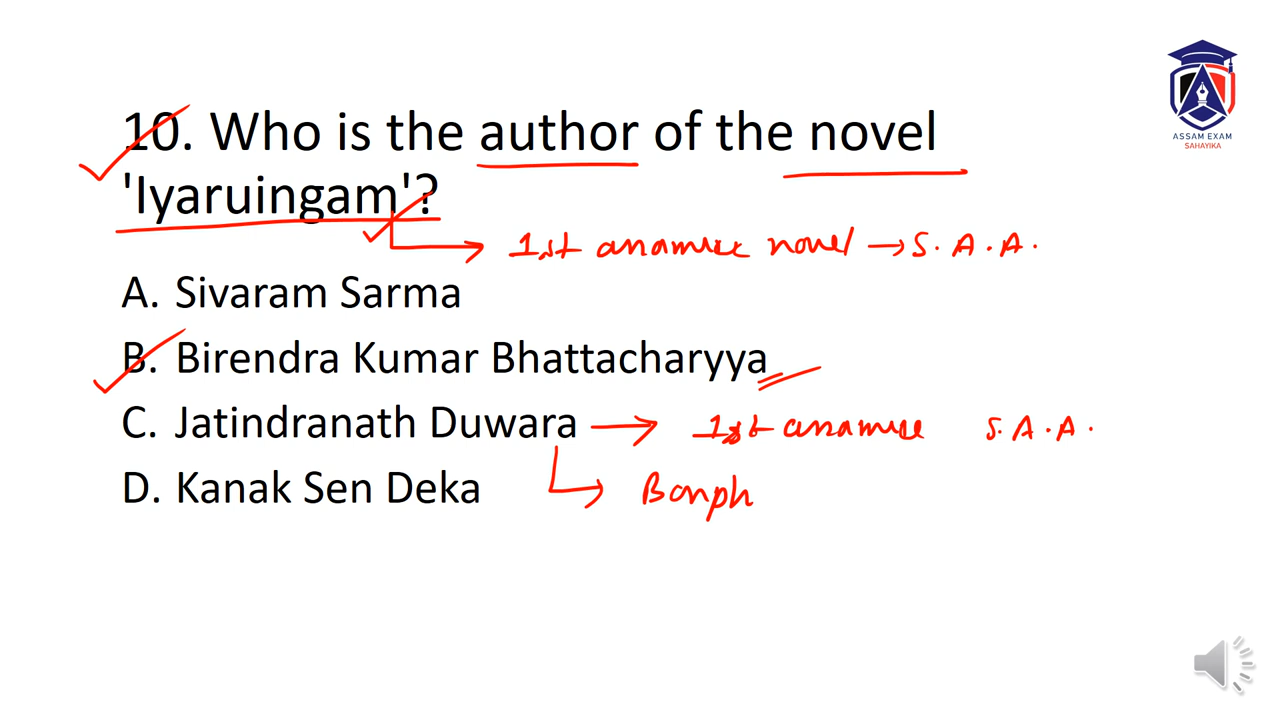 ASSAM EXAM
SAHAYIKA
10. Who is the author of the novel
'Iyaruingam'?
1st assamese novel → S.A.A.
A. Sivaram Sarma
B. Birendra Kumar Bhattacharyya
C. Jatindranath Duwara → 1st assamese S.A.A.
D. Kanak Sen Deka
Bonph